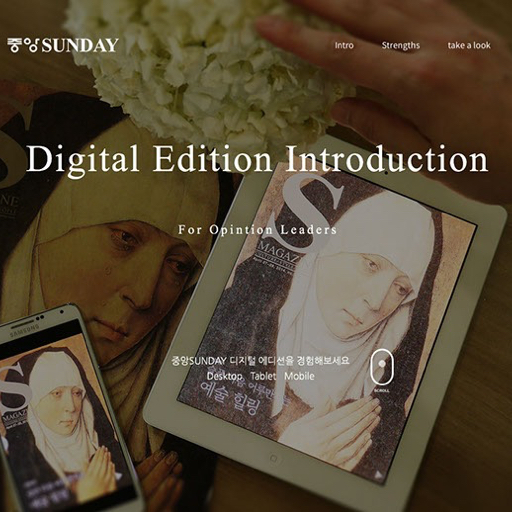 중앙SUNDAY
Intro Strengths take a look
Digital Edition Introduction
For Opintion Leaders
S
MAGAZINE
중앙SUNDAY 디지털 에디션을 경험해보세요
Desktop Tablet Mobile
SCROLL
예술 힐링
SAMSUNG
S
MAGAZINE